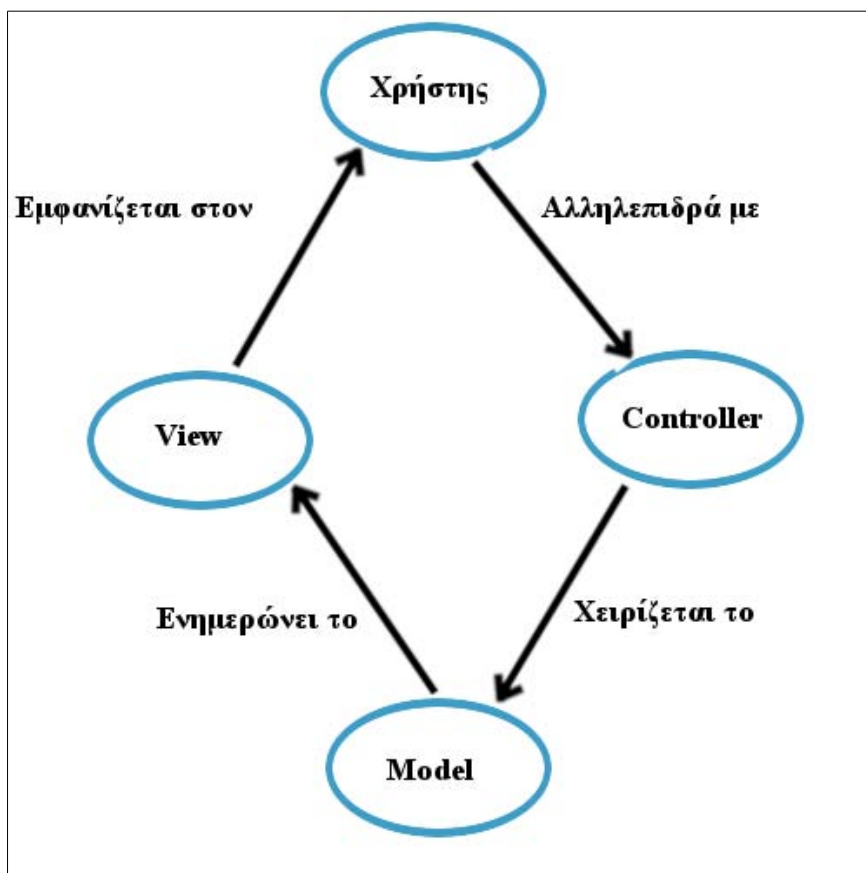 Χρήστης
Εμφανίζεται στον
Αλληλεπιδρά με
View
Controller
Ενημερώνει το
Χειρίζεται το
Model